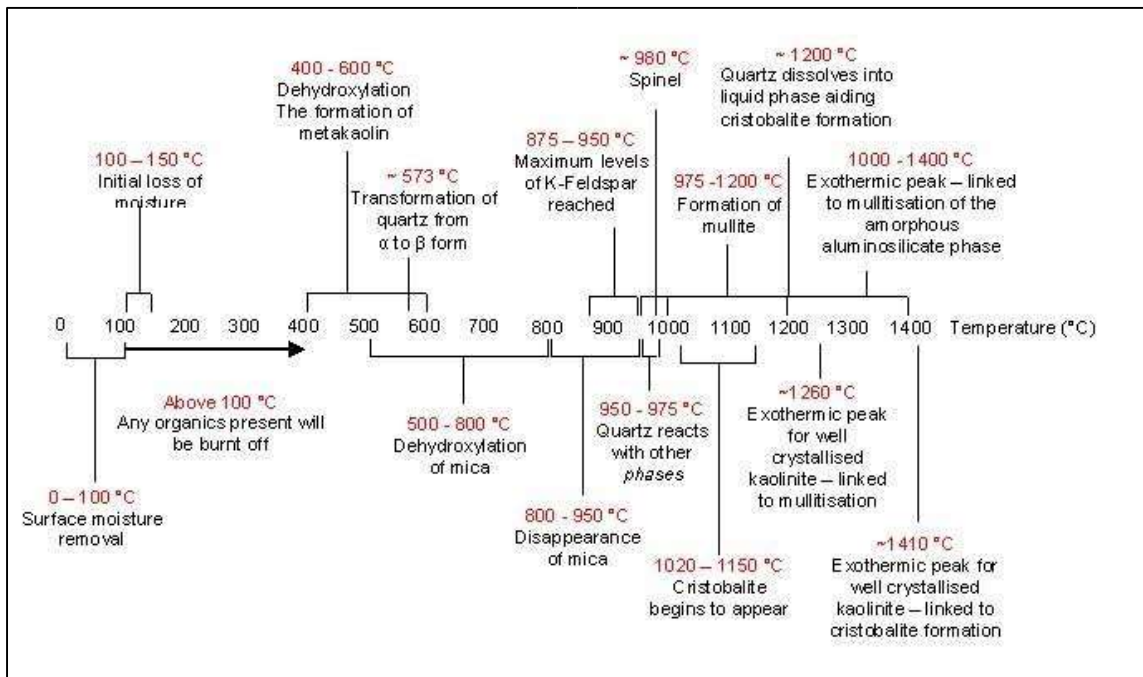 400 - 600 °C
Dehydroxylation
The formation of
metakaolin
100 – 150 °C
Initial loss of
moisture
~ 573 °C
Transformation of
quartz from
α to β form
~ 980 °C
Spinel
875 – 950 °C
Maximum levels
of K-Feldspar
reached
975 -1200 °C
Formation of
mullite
~ 1200 °C
Quartz dissolves into
liquid phase aiding
cristobalite formation
1000 - 1400 °C
Exothermic peak – linked
to mullitisation of the
amorphous
aluminosilicate phase
0 100 200 300 400 500 600 700 800 900 1000 1100 1200 1300 1400 Temperature (°C)
Above 100 °C
Any organics present will
be burnt off
0 – 100 °C
Surface moisture
removal
500 - 800 °C
Dehydroxylation
of mica
800 - 950 °C
Disappearance
of mica
950 - 975 °C
Quartz reacts
with other
phases
1020 – 1150 °C
Cristobalite
begins to appear
~1260 °C
Exothermic peak
for well
crystallised
kaolinite – linked
to mullitisation
~1410 °C
Exothermic peak for
well crystallised
kaolinite – linked to
cristobalite formation